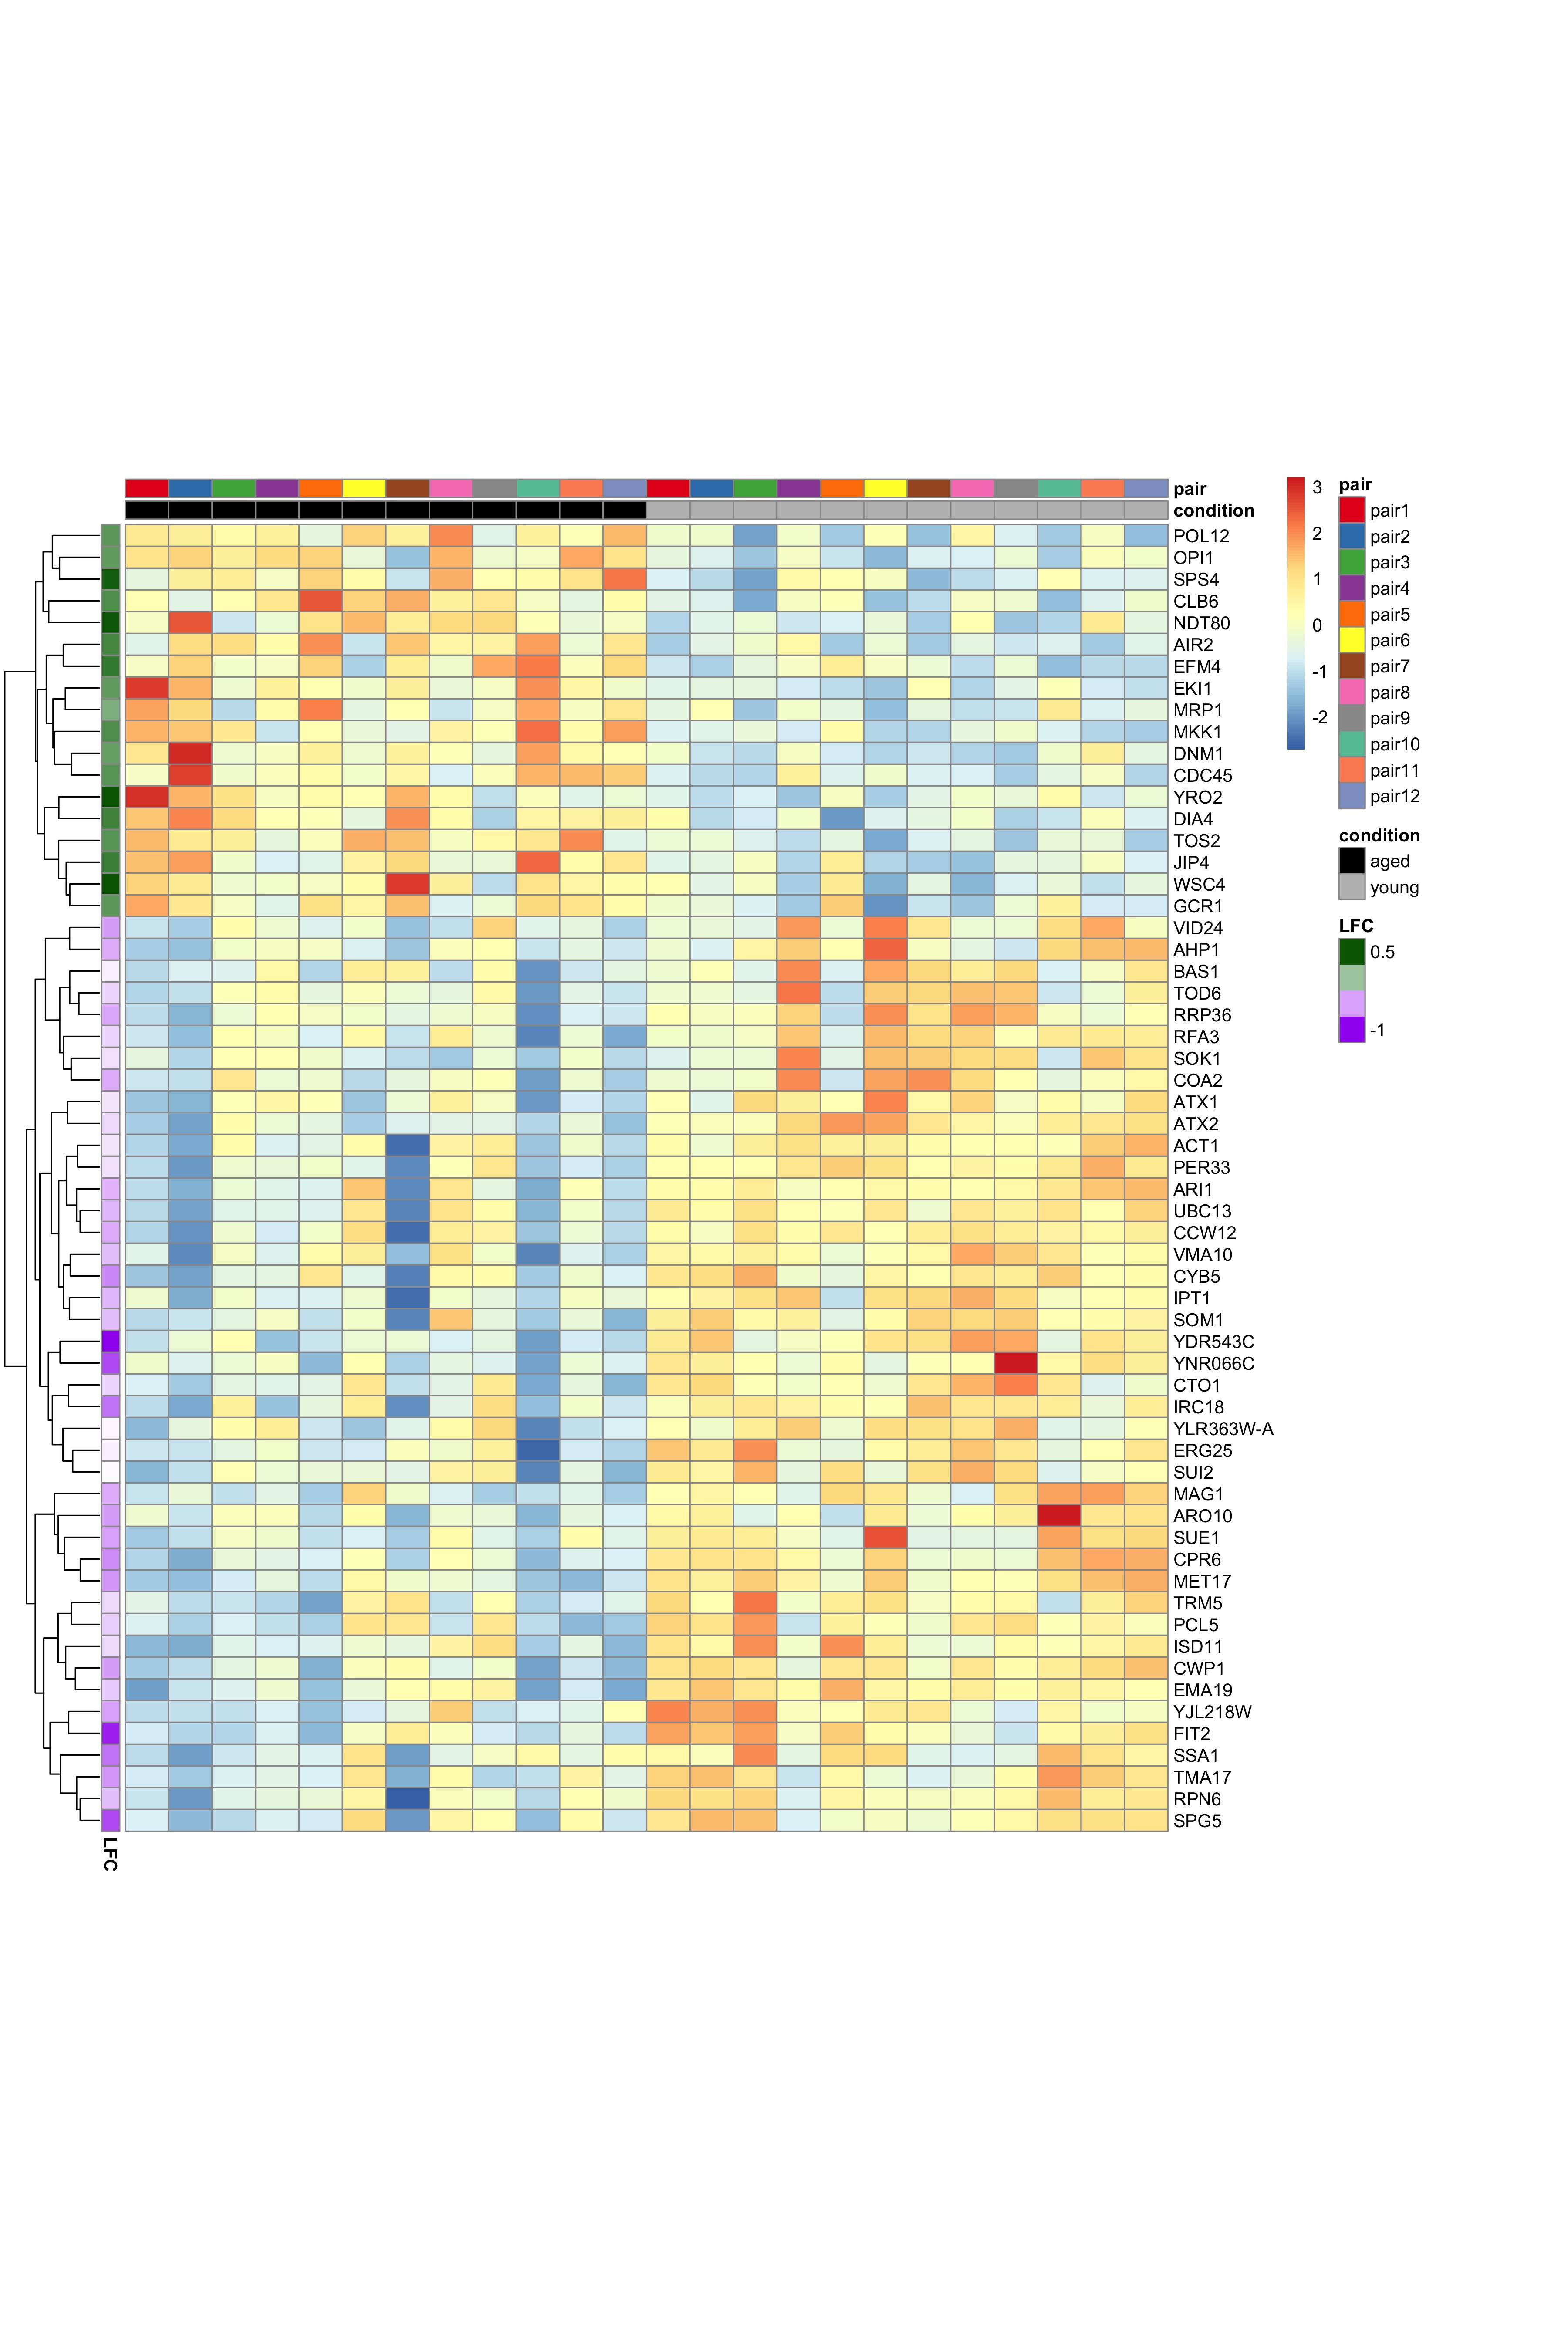 pair
condition
POL12
OPI1
SPS4
CLB6
NDT80
AIR2
EFM4
EKI1
MRP1
MKK1
DNM1
CDC45
YRO2
DIA4
TOS2
JIP4
WSC4
GCR1
VID24
AHP1
BAS1
TOD6
RRP36
RFA3
SOK1
COA2
ATX1
ATX2
ACT1
PER33
ARI1
UBC13
CCW12
VMA10
CYB5
IPT1
SOM1
YDR543C
YNR066C
CTO1
IRC18
YLR363W-A
ERG25
SUI2
MAG1
ARO10
SUE1
CPR6
MET17
TRM5
PCL5
ISD11
CWP1
EMA19
YJL218W
FIT2
SSA1
TMA17
RPN6
SPG5
LFC
3
2
1
0
-1
-2
pair
pair1
pair2
pair3
pair4
pair5
pair6
pair7
pair8
pair9
pair10
pair11
pair12
condition
aged
young
LFC
0.5
-1